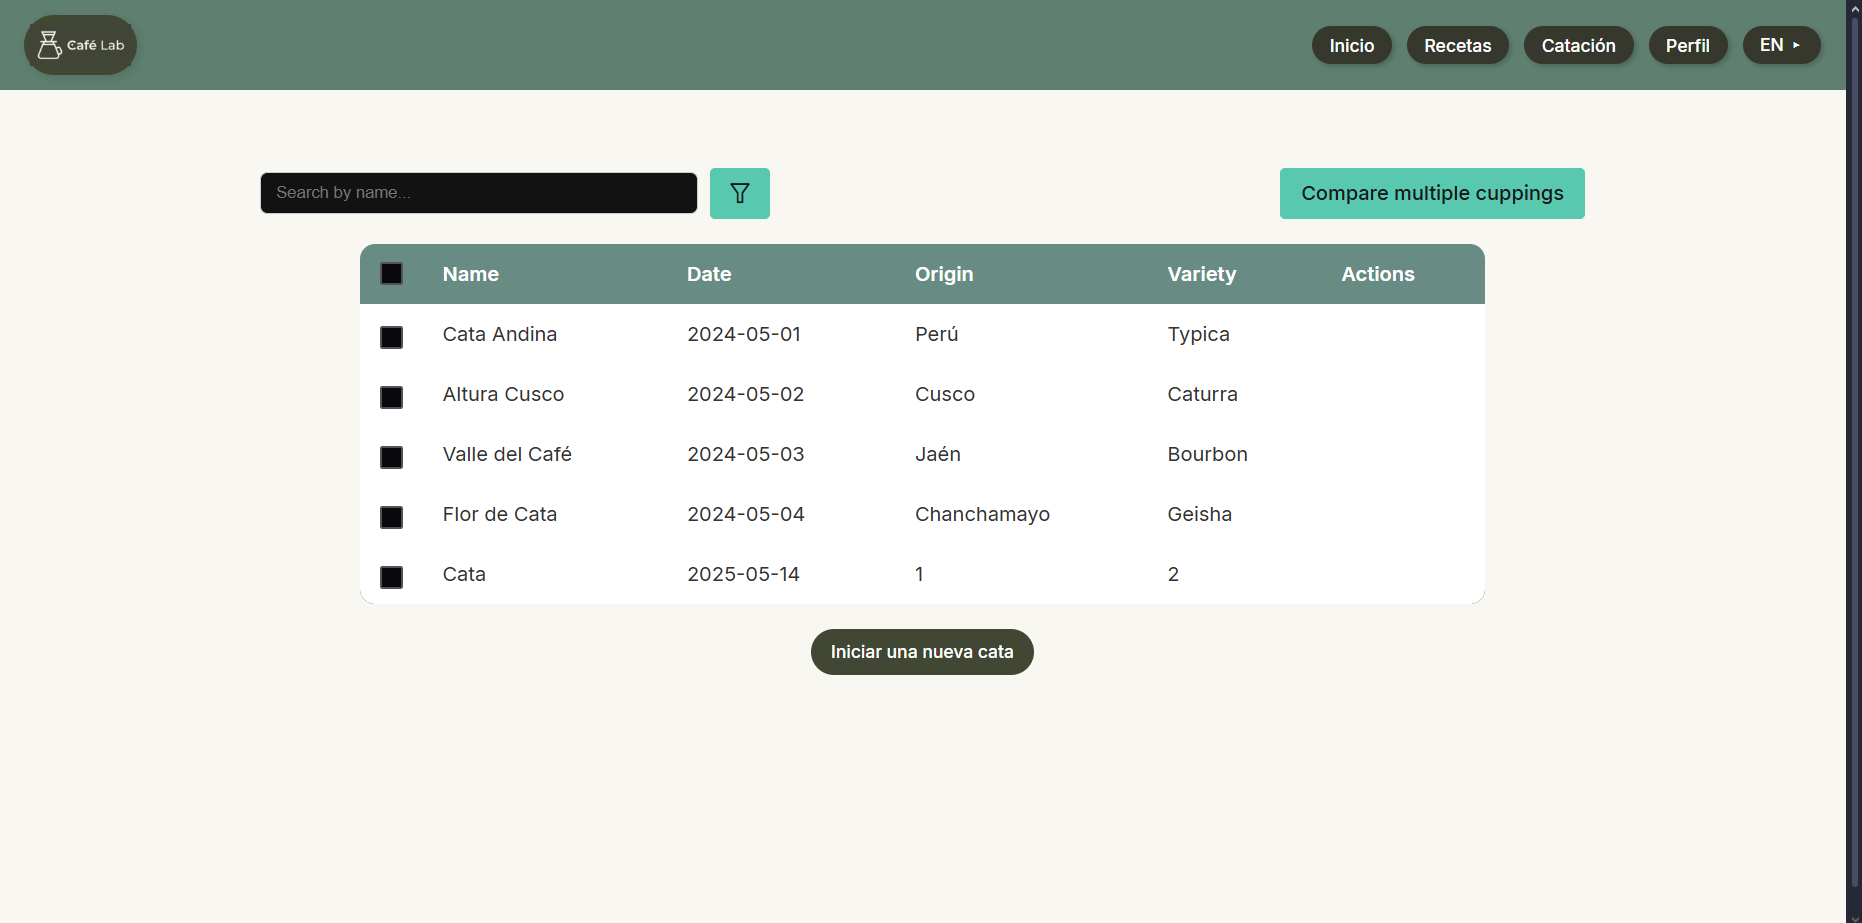 Café Lab
Inicio
Recetas
Catación
Perfil
EN ▸
Search by name...
Compare multiple cuppings
Name Date Origin Variety Actions
Cata Andina 2024-05-01 Perú Typica
Altura Cusco 2024-05-02 Cusco Caturra
Valle del Café 2024-05-03 Jaén Bourbon
Flor de Cata 2024-05-04 Chanchamayo Geisha
Cata 2025-05-14 1 2
Iniciar una nueva cata